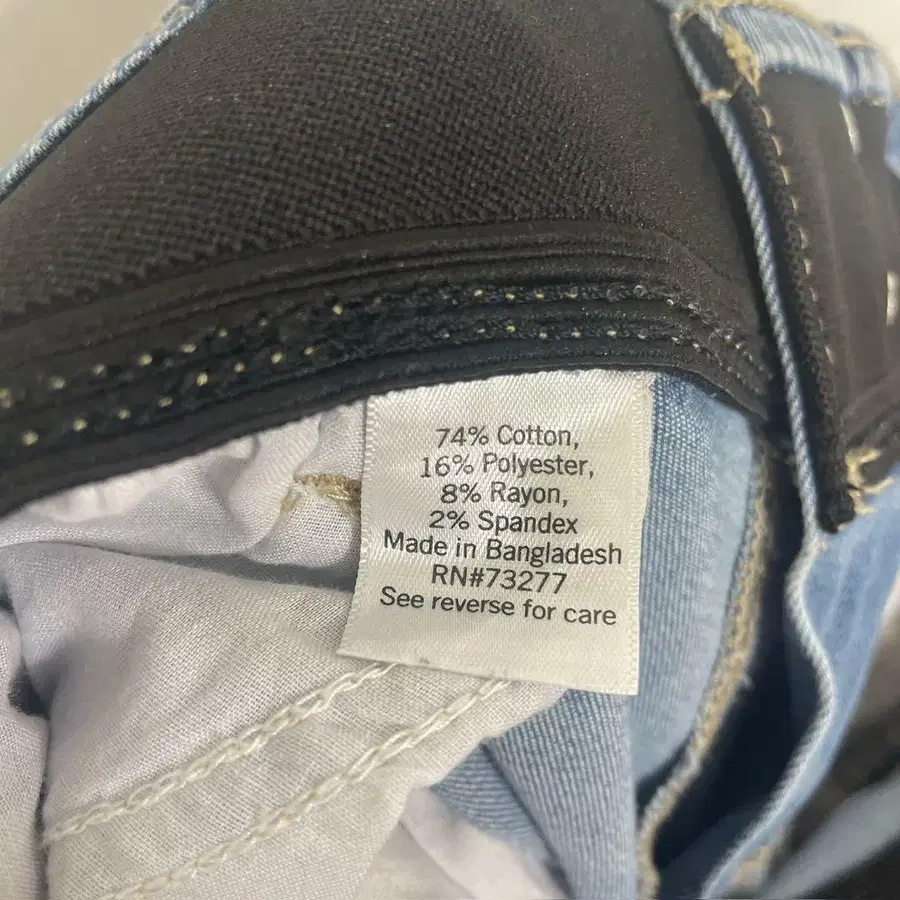 74% Cotton,
16% Polyester,
8% Rayon,
2% Spandex
Made in Bangladesh
RN#73277
See reverse for care